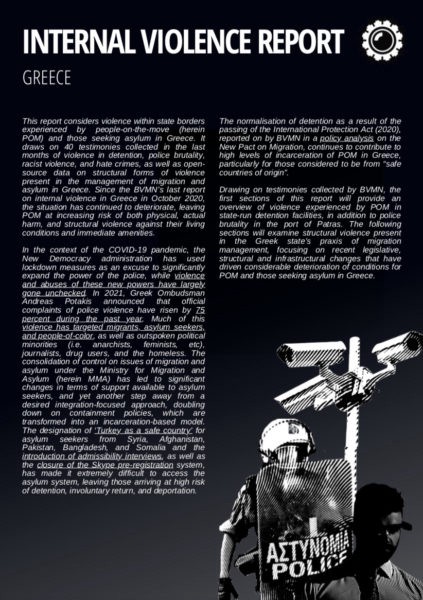 INTERNAL VIOLENCE REPORT
GREECE
This report considers violence within state borders
experienced by people-on-the-move (herein
POM) and those seeking asylum in Greece. It
draws on 40 testimonies collected in the last
months of violence in detention, police brutality,
racist violence, and hate crimes, as well as open-
source data on structural forms of violence
present in the management of migration and
asylum in Greece. Since the BVMN's last report
on internal violence in Greece in October 2020,
the situation has continued to deteriorate, leaving
POM at increasing risk of both physical, actual
harm, and structural violence against their living
conditions and immediate amenities.
In the context of the COVID-19 pandemic, the
New Democracy administration has used
lockdown measures as an excuse to significantly
expand the power of the police, while violence
and abuses of these new powers have largely
gone unchecked. In 2021, Greek Ombudsman
Andreas Potakis announced that official
complaints of police violence have risen by 75
percent during the past year. Much of this
violence has targeted migrants, asylum seekers,
and people-of-color, as well as outspoken political
minorities (i.e. anarchists, feminists, etc),
journalists, drug users, and the homeless. The
consolidation of control on issues of migration and
asylum under the Ministry for Migration and
Asylum (herein MMA) has led to significant
changes in terms of support available to asylum
seekers, and yet another step away from a
desired integration-focused approach, doubling
down on containment policies, which are
transformed into an incarceration-based model.
The designation of 'Turkey as a safe country' for
asylum seekers from Syria, Afghanistan,
Pakistan, Bangladesh, and Somalia and the
introduction of admissibility interviews, as well as
the closure of the Skype pre-registration system,
has made it extremely difficult to access the
asylum system, leaving those arriving at high risk
of detention, involuntary return, and deportation.
The normalisation of detention as a result of the
passing of the International Protection Act (2020),
reported on by BVMN in a policy analysis on the
New Pact on Migration, continues to contribute to
high levels of incarceration of POM in Greece,
particularly for those considered to be from "safe
countries of origin".
Drawing on testimonies collected by BVMN, the
first sections of this report will provide an
overview of violence experienced by POM in
state-run detention facilities, in addition to police
brutality in the port of Patras. The following
sections will examine structural violence present
in the Greek state's praxis of migration
management, focusing on recent legislative,
structural and infrastructural changes that have
driven considerable deterioration of conditions for
POM and those seeking asylum in Greece.
ΑΣΤΥΝΟΜΙΑ
POLICE